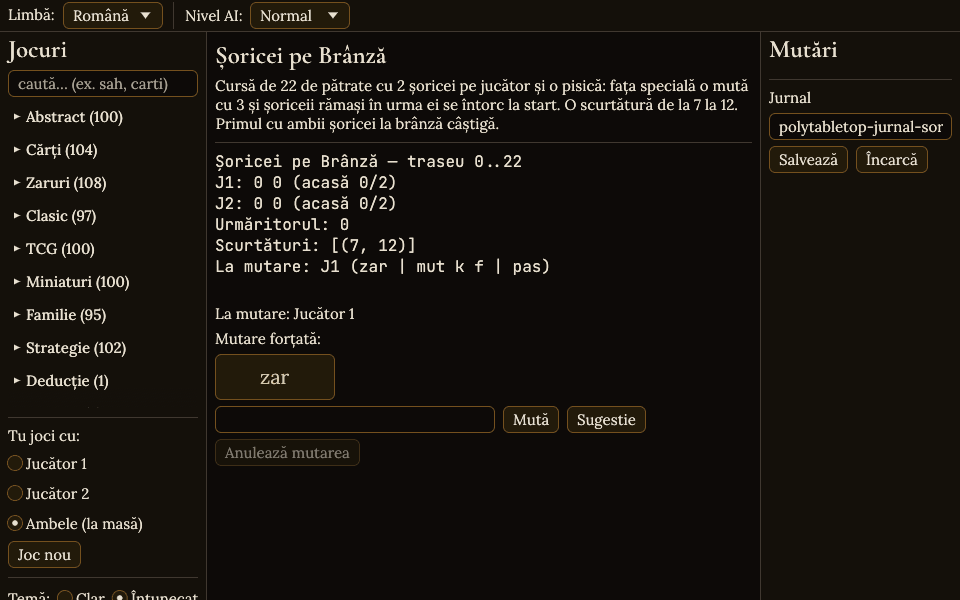 Limbă: Română ▼ Nivel AI: Normal ▼
Jocuri
caută... (ex. sah, carti)
▸ Abstract (100)
▸ Cărți (104)
▸ Zaruri (108)
▸ Clasic (97)
▸ TCG (100)
▸ Miniaturi (100)
▸ Familie (95)
▸ Strategie (102)
▸ Deducție (1)
Tu joci cu:
Jucător 1
Jucător 2
Ambele (la masă)
Joc nou
Temă: Clar Întunecat
Șoricei pe Brânză
Cursă de 22 de pătrate cu 2 șoricei pe jucător și o pisică: fața specială o mută
cu 3 și șoriceii rămași în urma ei se întorc la start. O scurtătură de la 7 la 12.
Primul cu ambii șoricei la brânză câștigă.
Șoricei pe Brânză — traseu 0..22
J1: 0 0 (acasă 0/2)
J2: 0 0 (acasă 0/2)
Urmăritorul: 0
Scurtături: [(7, 12)]
La mutare: J1 (zar | mut k f | pas)
La mutare: Jucător 1
Mutare forțată:
zar
Mută Sugestie
Anulează mutarea
Mutări
Jurnal
polytabletop-jurnal-sor
Salvează Încarcă